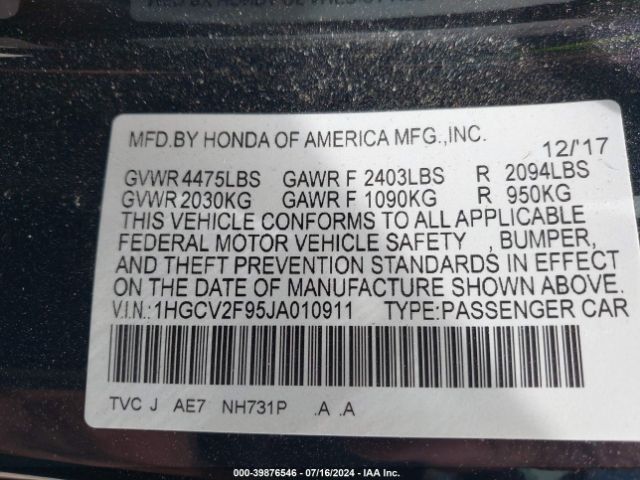 MFD.BY HONDA OF AMERICA MFG.,INC. 12/'17
GVWR 4475LBS GAWR F 2403LBS R 2094LBS
GVWR 2030KG GAWR F 1090KG R 950KG
THIS VEHICLE CONFORMS TO ALL APPLICABLE
FEDERAL MOTOR VEHICLE SAFETY , BUMPER,
AND THEFT PREVENTION STANDARDS IN EFFECT
ON THE DATE OF MANUFACTURE SHOWN ABOVE.
V.I.N.:1HGCV2F95JA010911 TYPE:PASSENGER CAR
TVC J AE7 NH731P .A .A
000-39876546 - 07/16/2024 - IAA Inc.